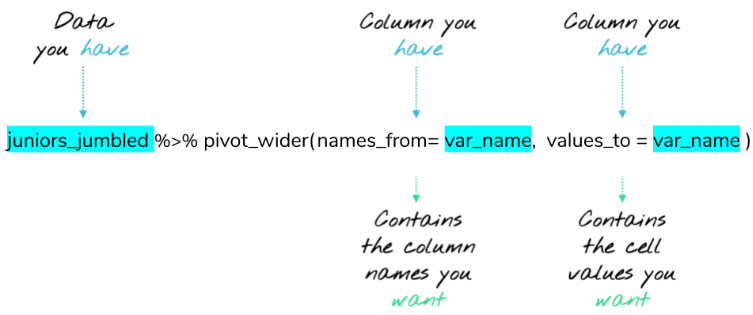 Data
you have
Column you
have
Column you
have
juniors_jumbled %>% pivot_wider(names_from= var_name, values_to = var_name )
Contains
the column
names you
want
Contains
the cell
values you
want